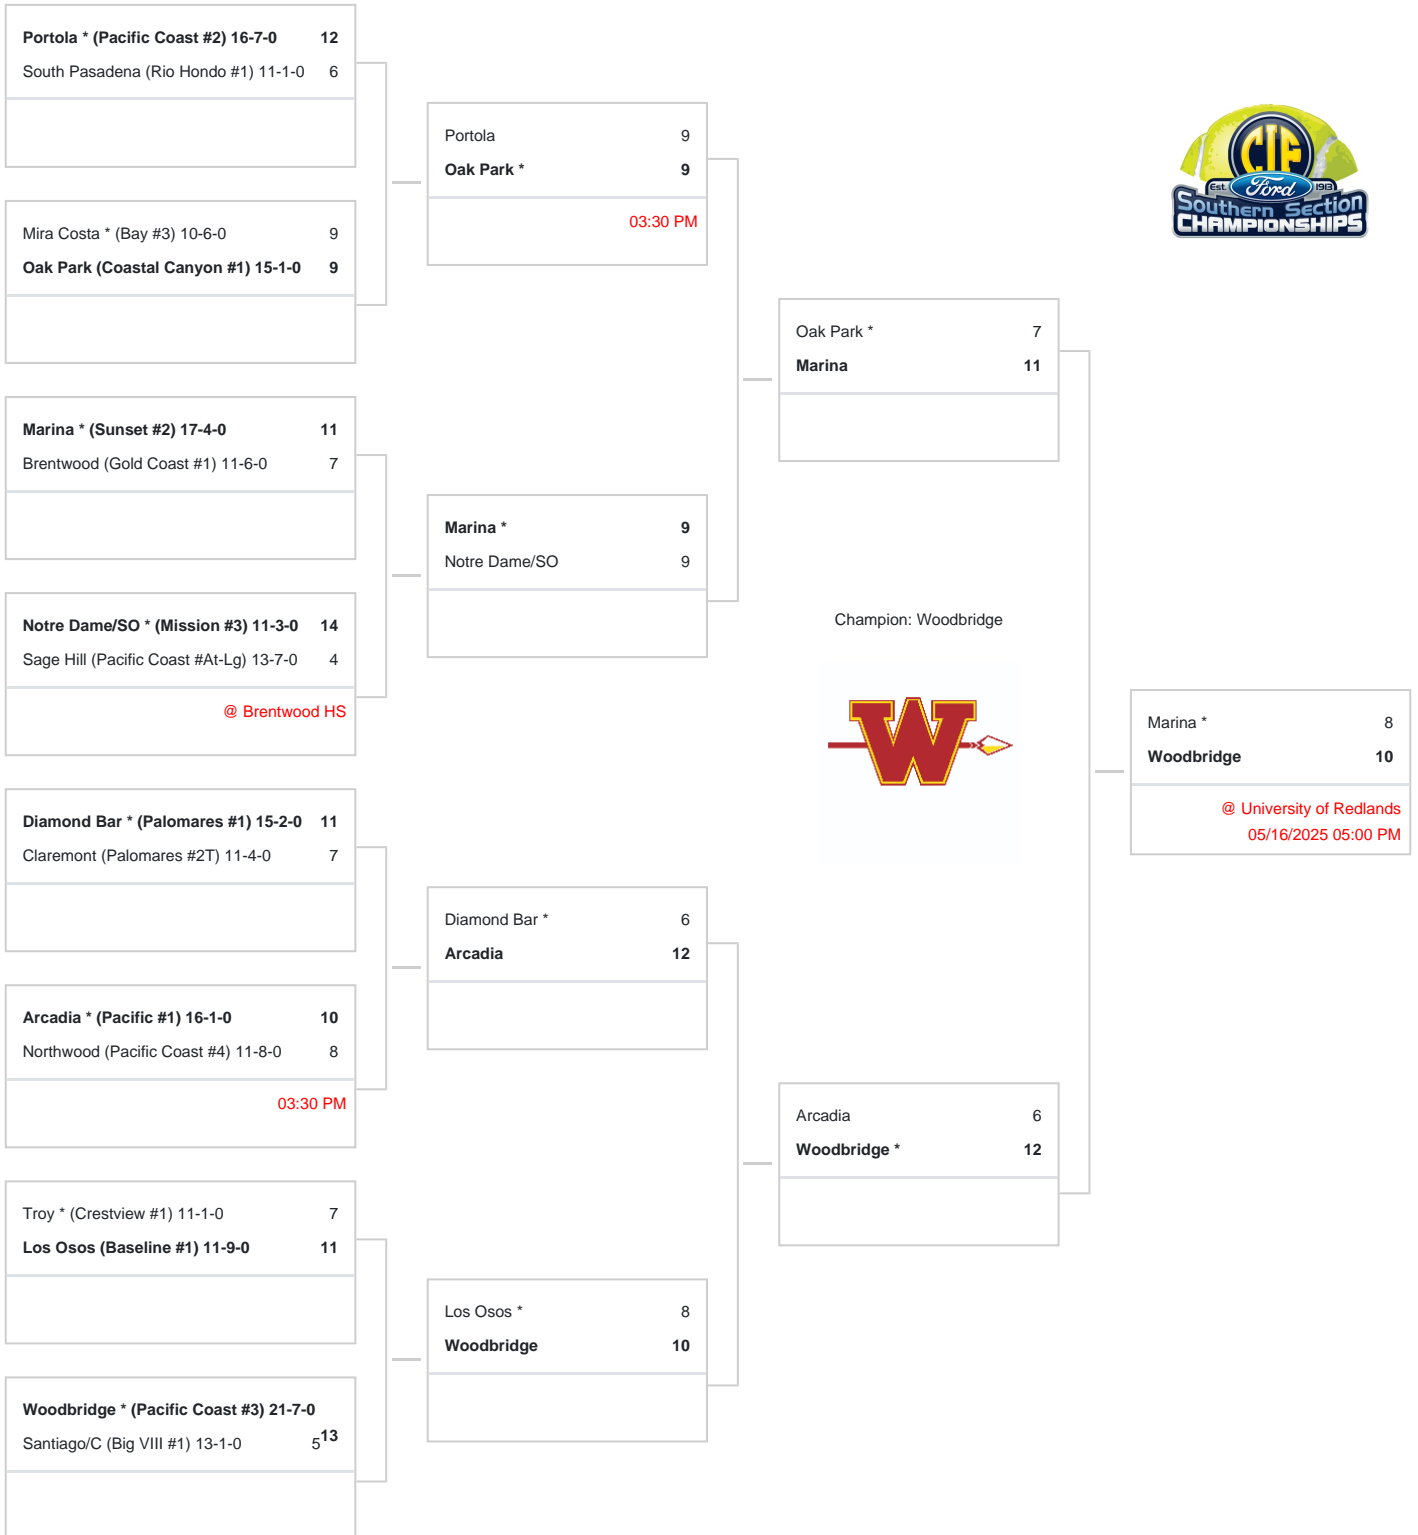 Portola * (Pacific Coast #2) 16-7-0 12
South Pasadena (Rio Hondo #1) 11-1-0 6
Mira Costa * (Bay #3) 10-6-0 9
Oak Park (Coastal Canyon #1) 15-1-0 9
Marina * (Sunset #2) 17-4-0 11
Brentwood (Gold Coast #1) 11-6-0 7
Notre Dame/SO * (Mission #3) 11-3-0 14
Sage Hill (Pacific Coast #At-Lg) 13-7-0 4
@ Brentwood HS
Diamond Bar * (Palomares #1) 15-2-0 11
Claremont (Palomares #2T) 11-4-0 7
Arcadia * (Pacific #1) 16-1-0 10
Northwood (Pacific Coast #4) 11-8-0 8
03:30 PM
Troy * (Crestview #1) 11-1-0 7
Los Osos (Baseline #1) 11-9-0 11
Woodbridge * (Pacific Coast #3) 21-7-0 13
Santiago/C (Big VIII #1) 13-1-0 5
Portola 9
Oak Park * 9
03:30 PM
Marina * 9
Notre Dame/SO 9
Diamond Bar * 6
Arcadia 12
Los Osos * 8
Woodbridge 10
Oak Park * 7
Marina 11
Arcadia 6
Woodbridge * 12
Champion: Woodbridge
W
Marina * 8
Woodbridge 10
@ University of Redlands
05/16/2025 05:00 PM
CIF
Est. Ford 1913
Southern Section
CHAMPIONSHIPS